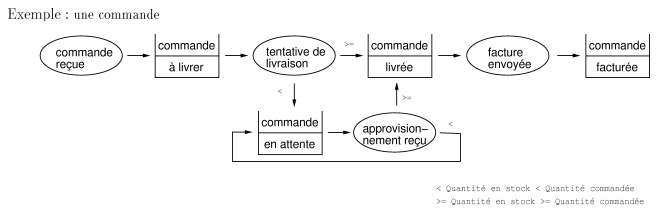 Exemple : une commande
commande
reçue
commande
à livrer
tentative de
livraison
>=
commande
livrée
facture
envoyée
commande
facturée
<
>=
commande
en attente
approvision–
nement reçu
<
< Quantité en stock < Quantité commandée
>= Quantité en stock >= Quantité commandée